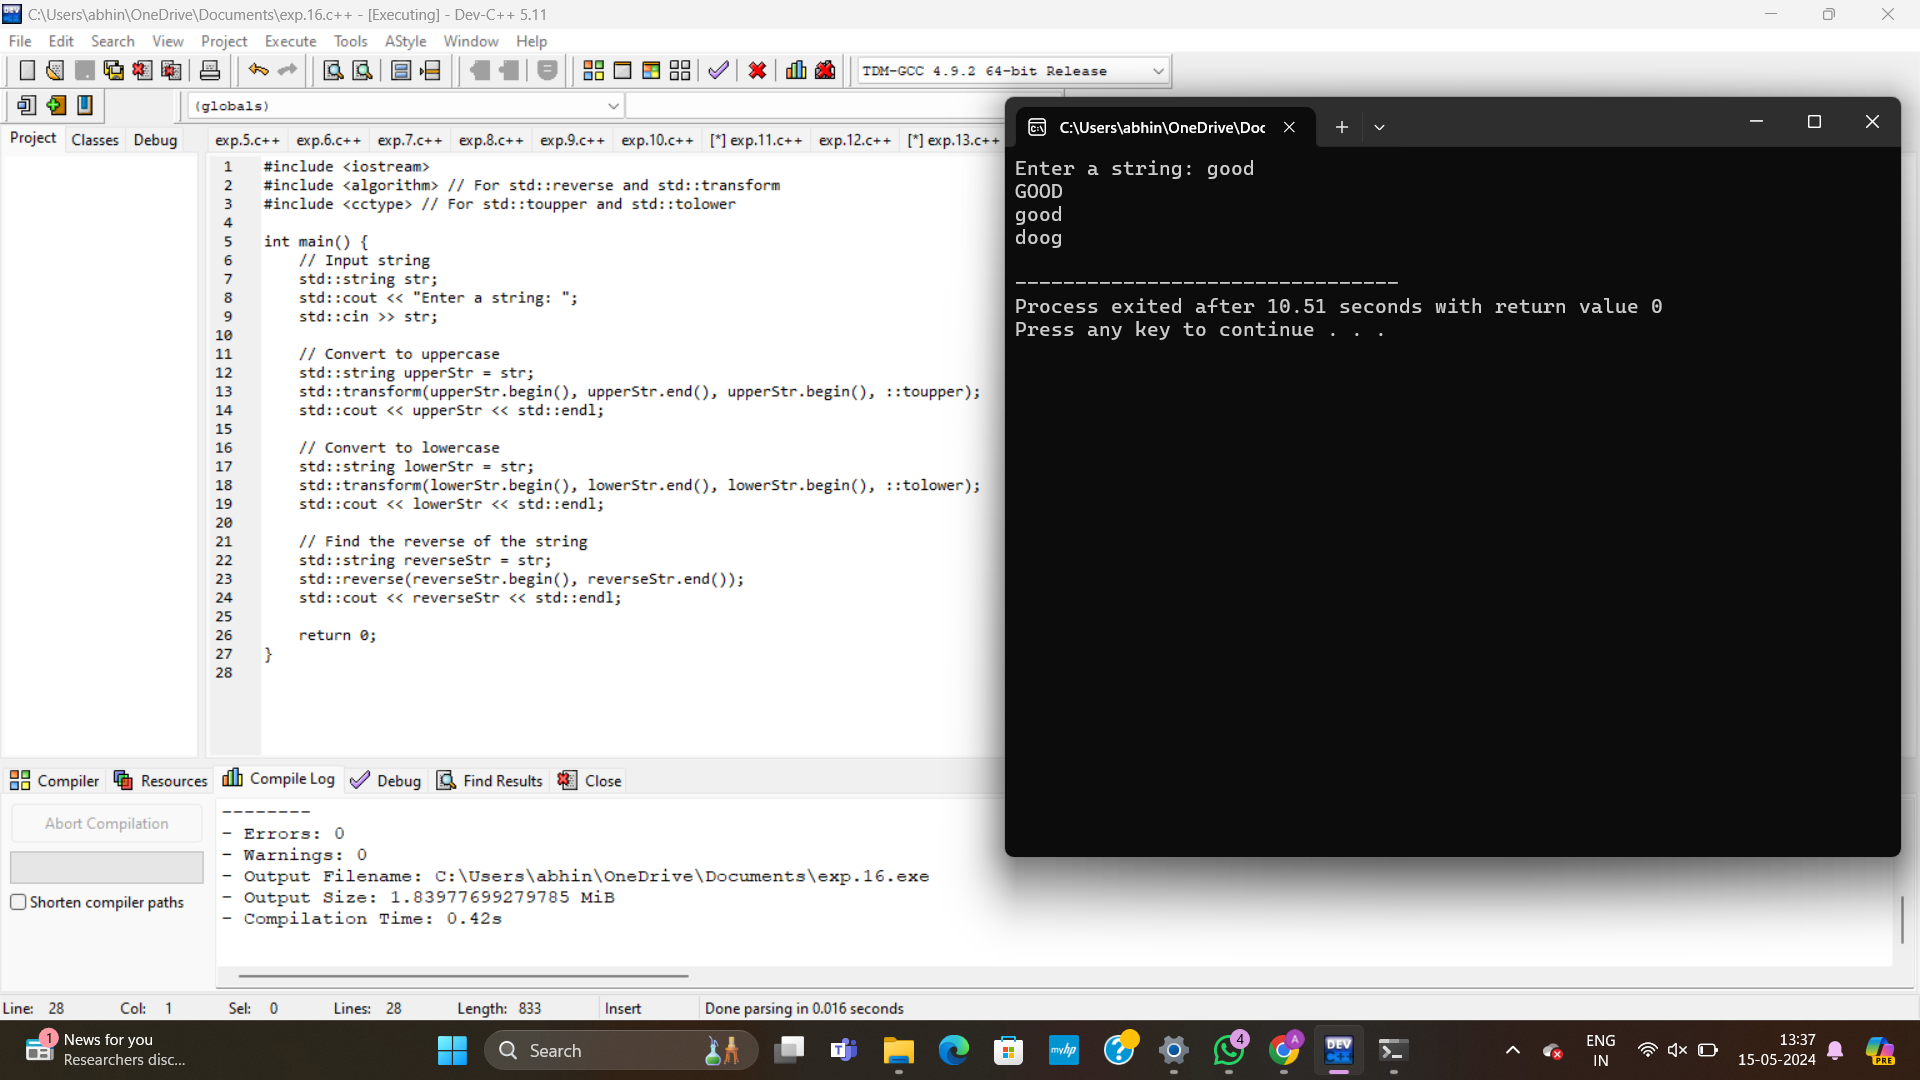 C:\Users\abhin\OneDrive\Documents\exp.16.c++ - [Executing] - Dev-C++ 5.11
File Edit Search View Project Execute Tools AStyle Window Help
TDM-GCC 4.9.2 64-bit Release
(globals)
Project Classes Debug
exp.5.c++ exp.6.c++ exp.7.c++ exp.8.c++ exp.9.c++ exp.10.c++ [*] exp.11.c++ exp.12.c++ [*] exp.13.c++
1 #include <iostream>
2 #include <algorithm> // For std::reverse and std::transform
3 #include <cctype> // For std::toupper and std::tolower
4
5 int main() {
6 // Input string
7 std::string str;
8 std::cout << "Enter a string: ";
9 std::cin >> str;
10
11 // Convert to uppercase
12 std::string upperStr = str;
13 std::transform(upperStr.begin(), upperStr.end(), upperStr.begin(), ::toupper);
14 std::cout << upperStr << std::endl;
15
16 // Convert to lowercase
17 std::string lowerStr = str;
18 std::transform(lowerStr.begin(), lowerStr.end(), lowerStr.begin(), ::tolower);
19 std::cout << lowerStr << std::endl;
20
21 // Find the reverse of the string
22 std::string reverseStr = str;
23 std::reverse(reverseStr.begin(), reverseStr.end());
24 std::cout << reverseStr << std::endl;
25
26 return 0;
27 }
28
C:\Users\abhin\OneDrive\Doc
Enter a string: good
GOOD
good
doog
--------------------------------
Process exited after 10.51 seconds with return value 0
Press any key to continue . . .
Compiler Resources Compile Log Debug Find Results Close
Abort Compilation
Shorten compiler paths
--------
- Errors: 0
- Warnings: 0
- Output Filename: C:\Users\abhin\OneDrive\Documents\exp.16.exe
- Output Size: 1.83977699279785 MiB
- Compilation Time: 0.42s
Line: 28 Col: 1 Sel: 0 Lines: 28 Length: 833 Insert Done parsing in 0.016 seconds
1
News for you
Researchers disc...
Search
myhp
4
A
DEV
C++
ENG
IN
13:37
15-05-2024
PRE